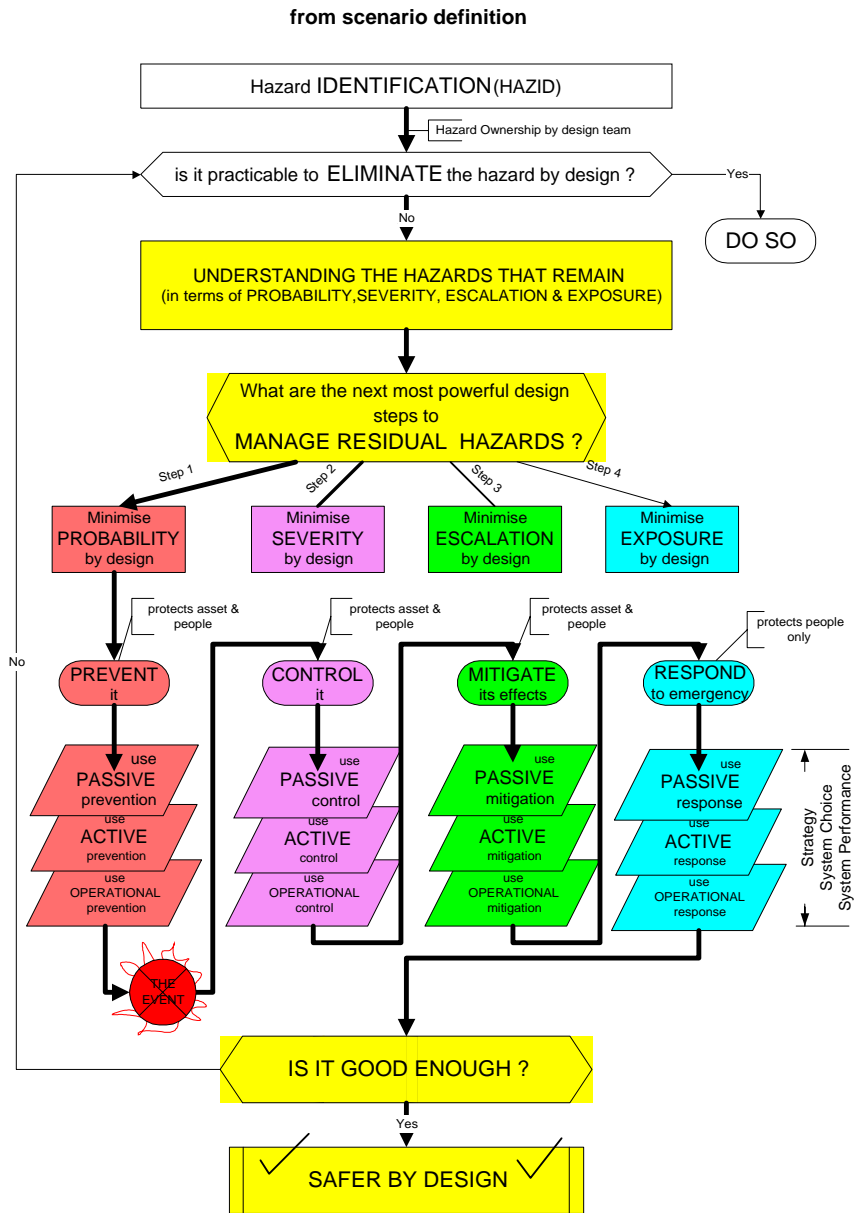 from scenario definition
Hazard IDENTIFICATION (HAZID)
Hazard Ownership by design team
is it practicable to ELIMINATE the hazard by design ?
Yes
DO SO
No
UNDERSTANDING THE HAZARDS THAT REMAIN
(in terms of PROBABILITY,SEVERITY, ESCALATION & EXPOSURE)
What are the next most powerful design
steps to
MANAGE RESIDUAL HAZARDS ?
Step 1
Step 2
Step 3
Step 4
Minimise
PROBABILITY
by design
Minimise
SEVERITY
by design
Minimise
ESCALATION
by design
Minimise
EXPOSURE
by design
protects asset &
people
protects asset &
people
protects asset &
people
protects people
only
No
PREVENT
it
CONTROL
it
MITIGATE
its effects
RESPOND
to emergency
use
PASSIVE
prevention
use
ACTIVE
prevention
use
OPERATIONAL
prevention
use
PASSIVE
control
use
ACTIVE
control
use
OPERATIONAL
control
use
PASSIVE
mitigation
use
ACTIVE
mitigation
use
OPERATIONAL
mitigation
use
PASSIVE
response
use
ACTIVE
response
use
OPERATIONAL
response
Strategy
System Choice
System Performance
THE
EVENT
IS IT GOOD ENOUGH ?
Yes
SAFER BY DESIGN